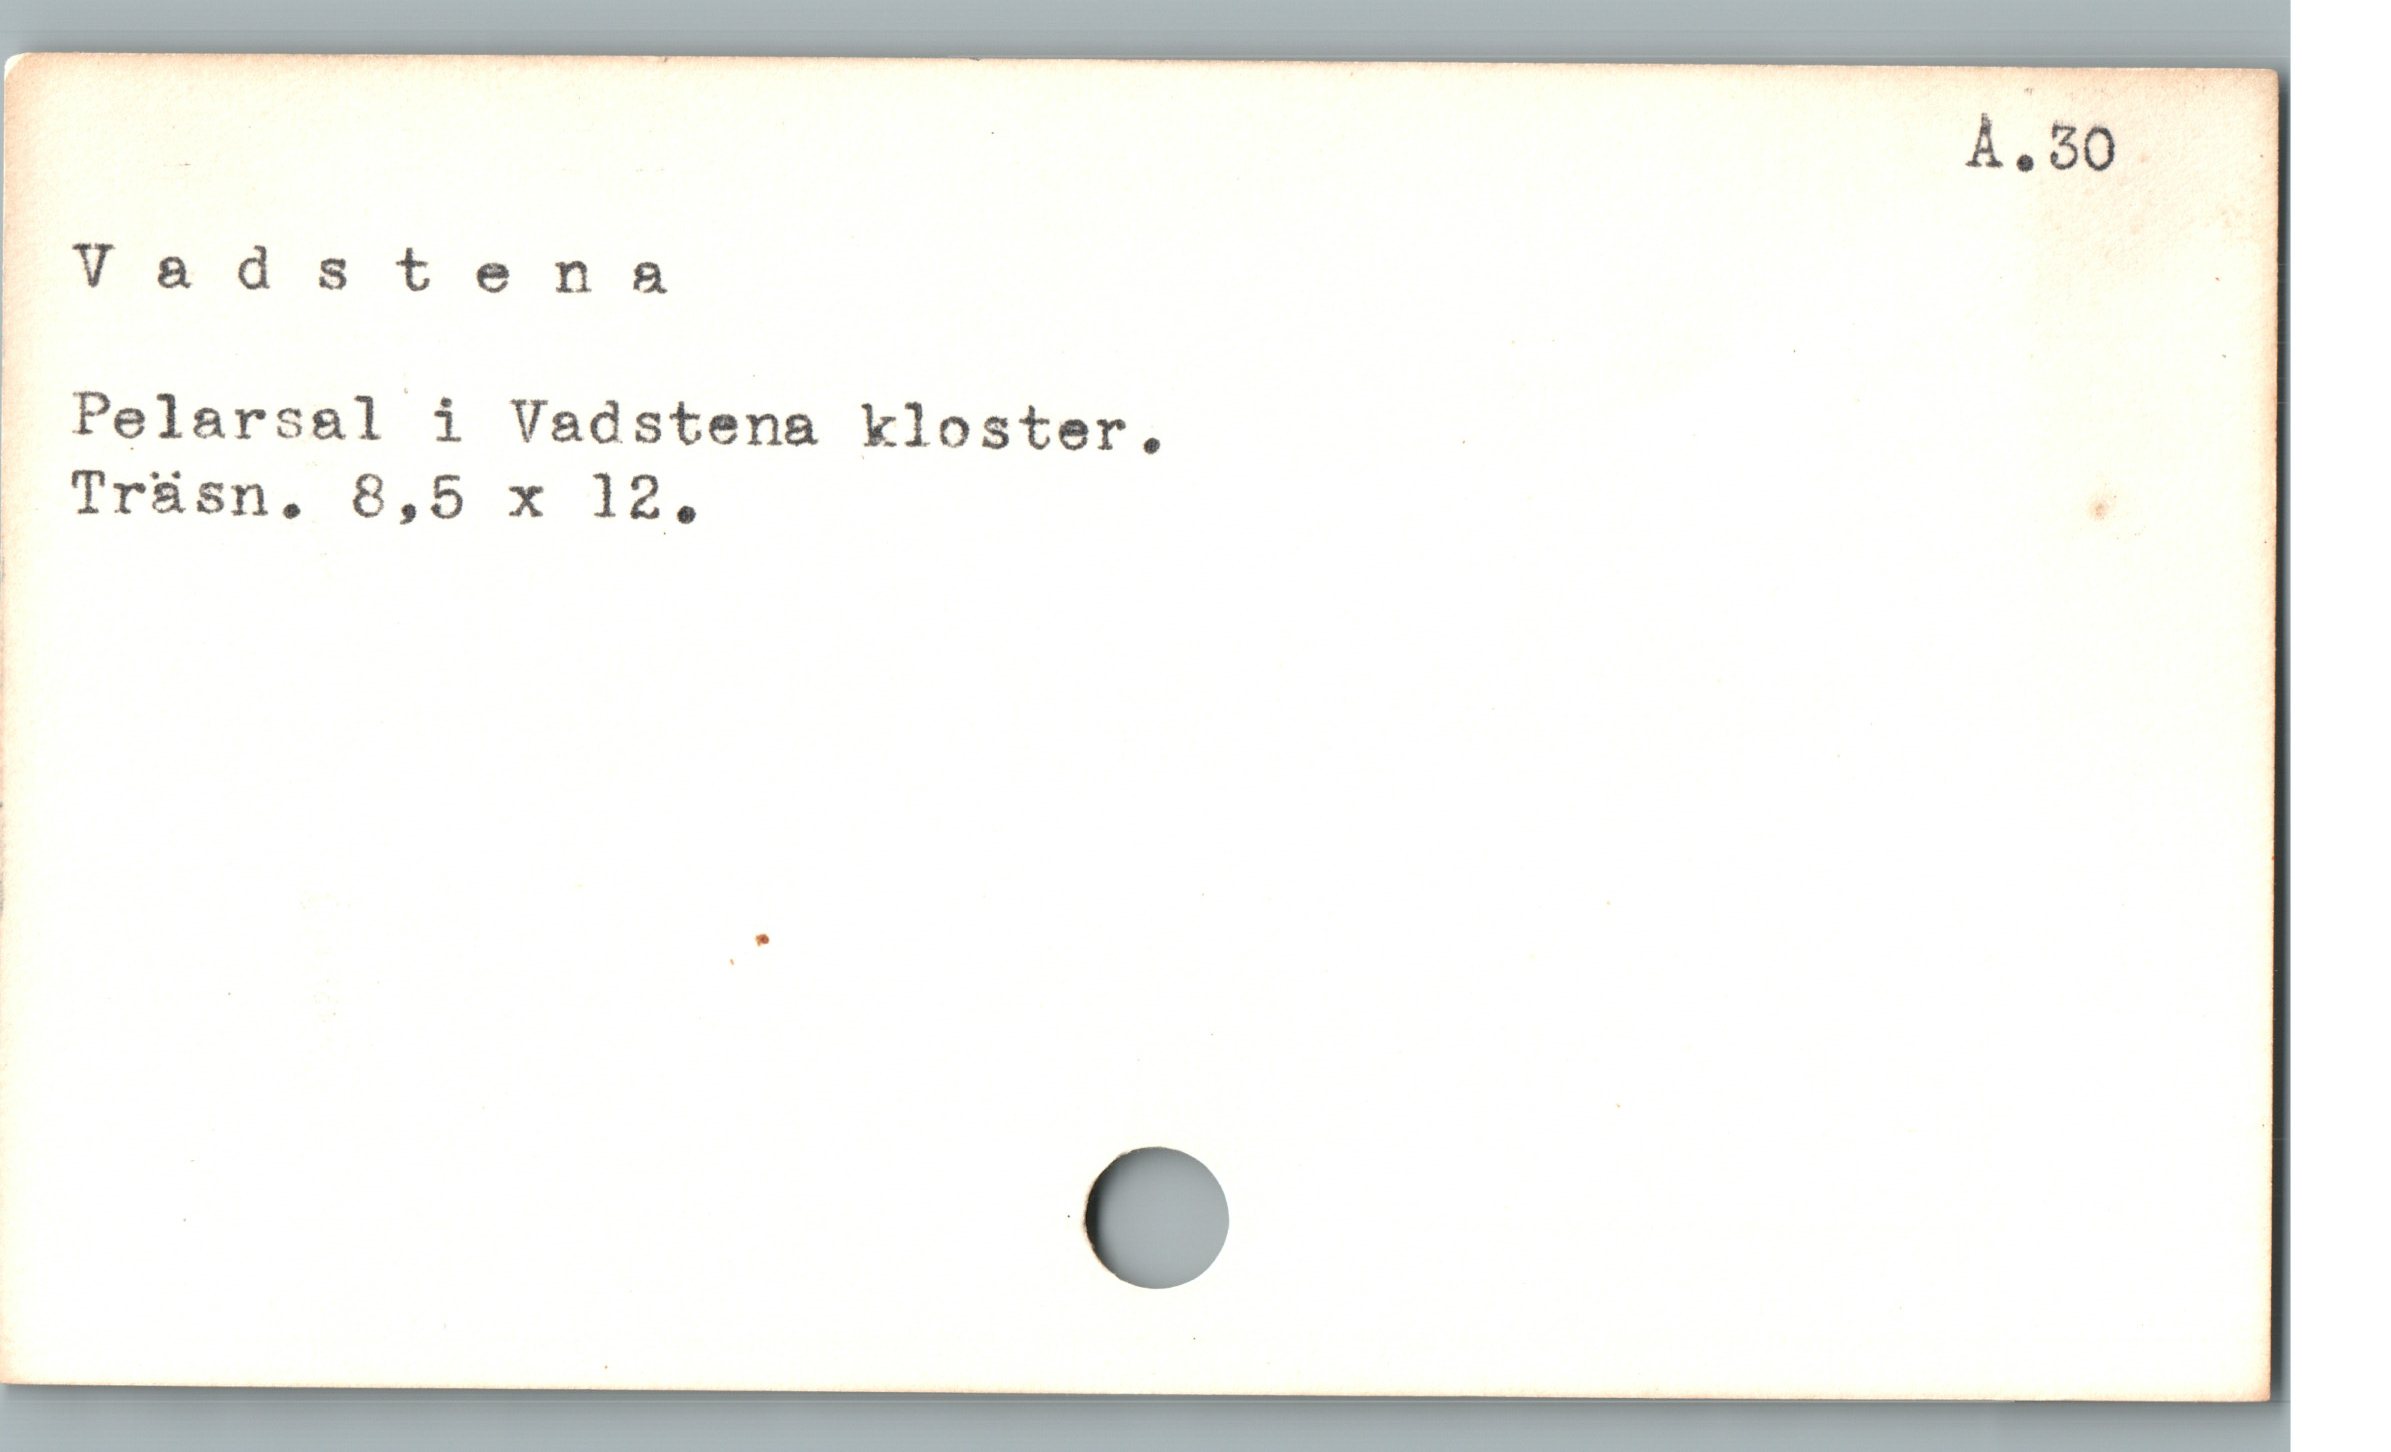 A.30
V a d s t e n a
Pelarsal i Vadstena kloster.
Träsn. 8,5 x 12.